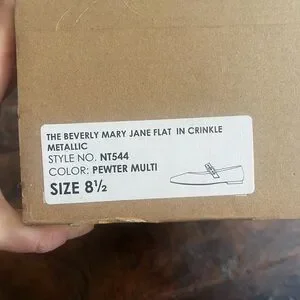 THE BEVERLY MARY JANE FLAT IN CRINKLE
METALLIC
STYLE NO. NT544
COLOR: PEWTER MULTI
SIZE 8½